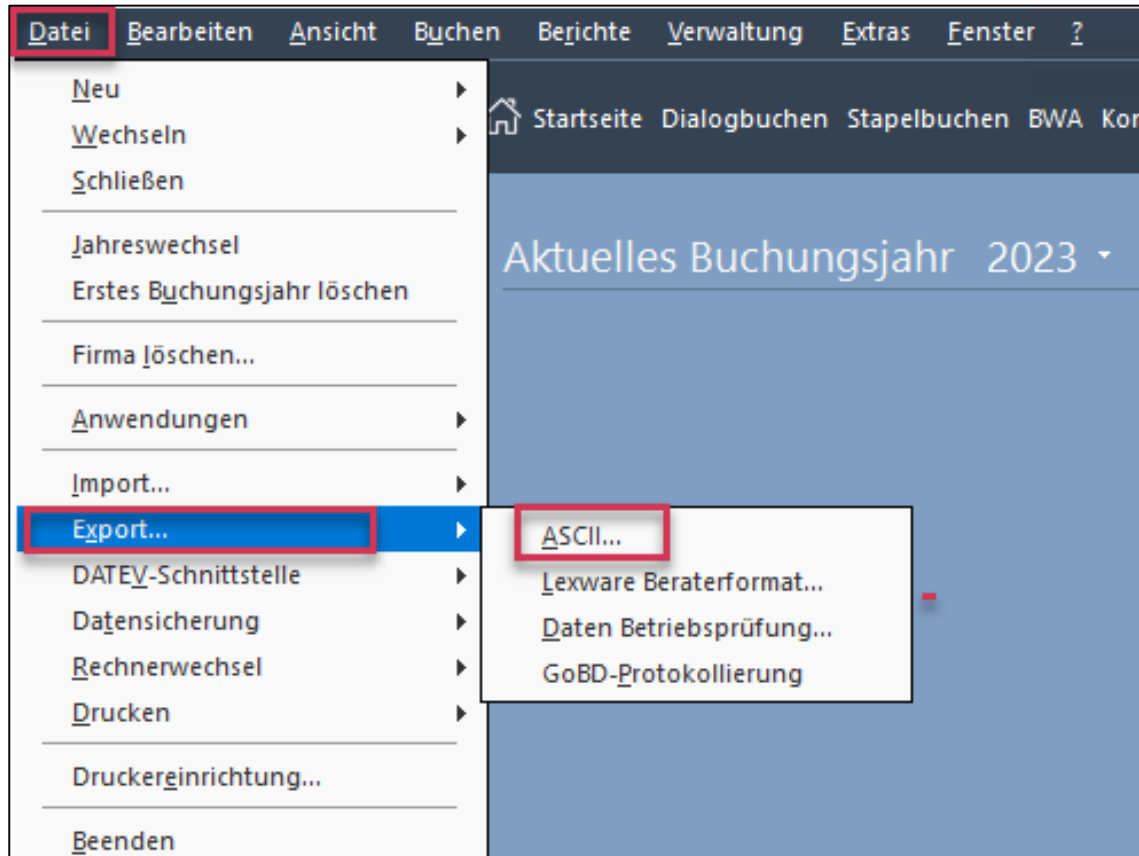 Datei Bearbeiten Ansicht Buchen Berichte Verwaltung Extras Fenster ?
Neu
Wechseln
Schließen
Jahreswechsel
Erstes Buchungsjahr löschen
Firma löschen...
Anwendungen
Import...
Export...
DATEV-Schnittstelle
Datensicherung
Rechnerwechsel
Drucken
Druckereinrichtung...
Beenden
Startseite Dialogbuchen Stapelbuchen BWA Kon
Aktuelles Buchungsjahr 2023
ASCII...
Lexware Beraterformat...
Daten Betriebsprüfung...
GoBD-Protokollierung